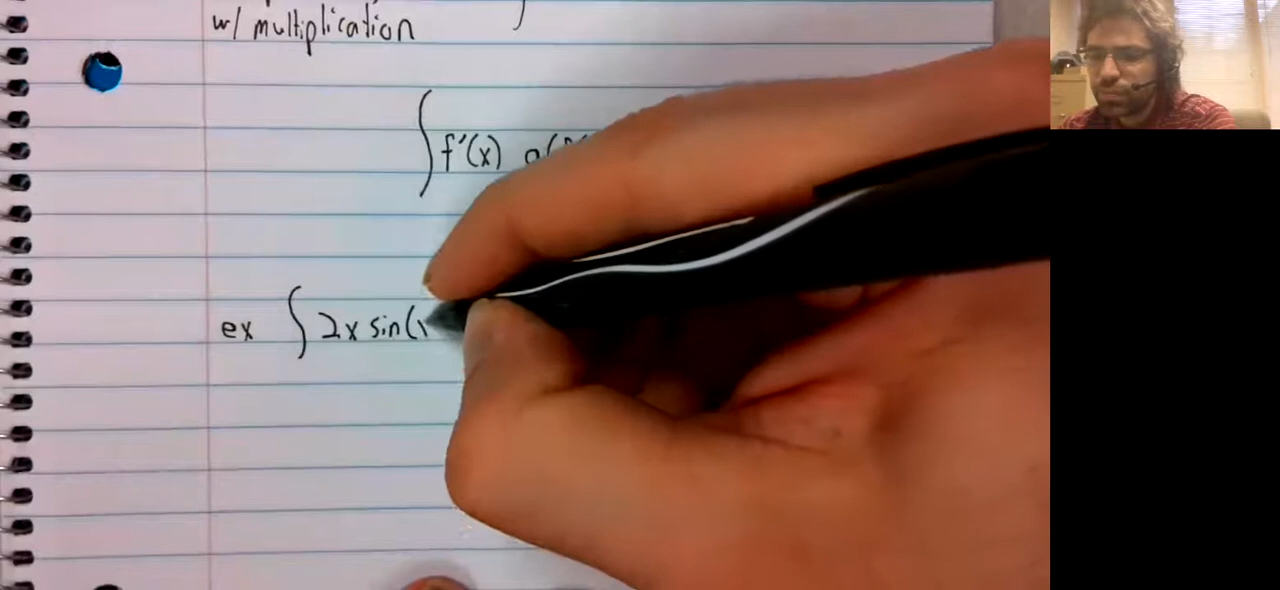 w/ multiplication
∫ f'(x) g(
ex ∫ 2x sin(